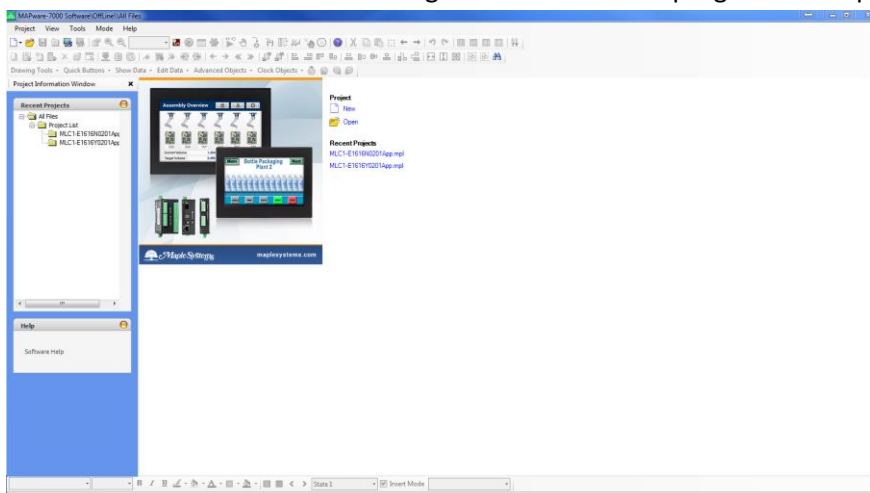 MAPware-7000 Software\OffLine\\All Files
Project View Tools Mode Help
Drawing Tools - Quick Buttons - Show Data - Edit Data - Advanced Objects - Clock Objects -
Project Information Window x
Recent Projects
All Files
Project List
MLC1-E1616N0201App
MLC1-E1616Y0201App
Help
Software Help
Assembly Overview
Bottle Packaging
Plant 2
Maple Systems
maplesystems.com
Project
New
Open
Recent Projects
MLC1-E1616N0201App.mpl
MLC1-E1616Y0201App.mpl
State 1
Insert Mode